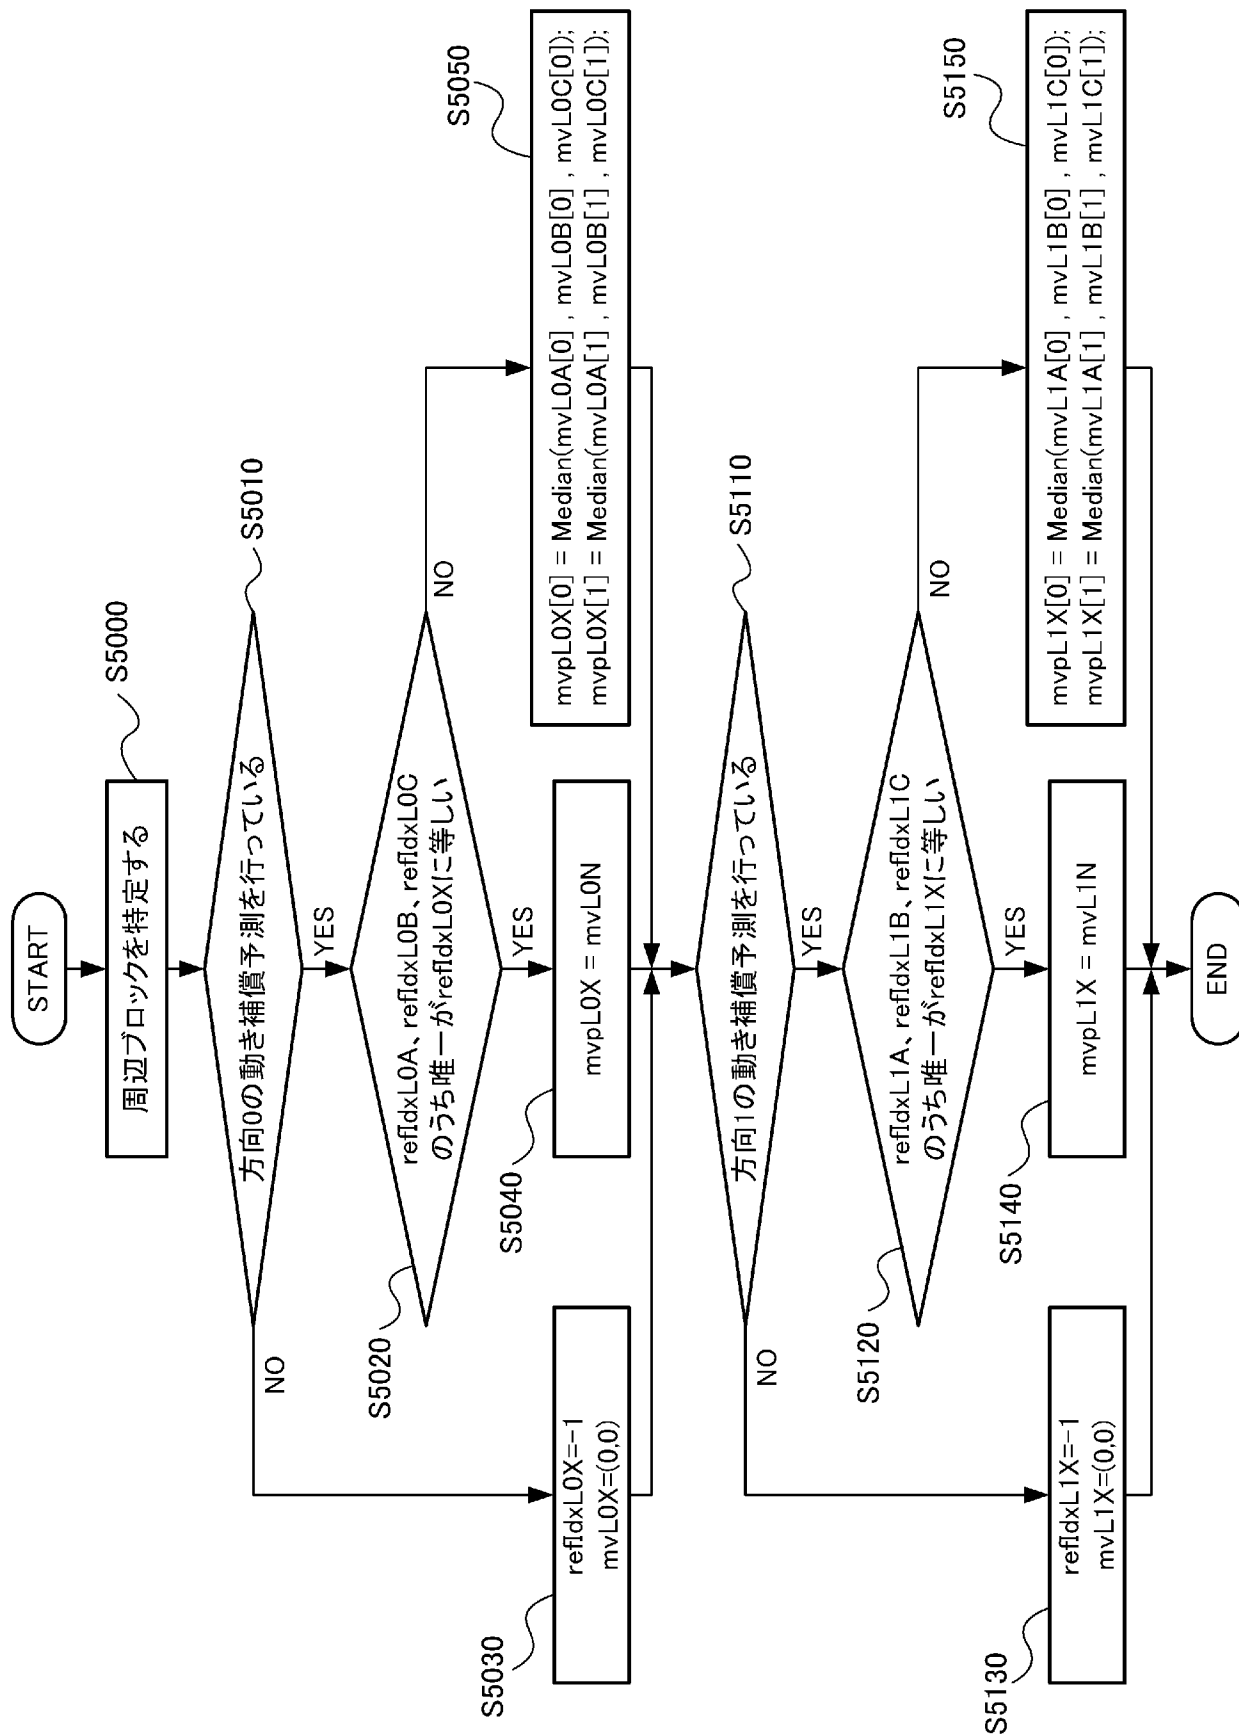 START
S5000
周辺ブロックを特定する
S5010
方向0の動き補償予測を行っている
NO
YES
S5020
refIdxL0A、refIdxL0B、refIdxL0C
のうち唯一がrefIdxL0Xに等しい
NO
YES
S5030
refIdxL0X=-1
mvL0X=(0,0)
S5040
mvpL0X = mvL0N
S5050
mvpL0X[0] = Median(mvL0A[0] , mvL0B[0] , mvL0C[0]);
mvpL0X[1] = Median(mvL0A[1] , mvL0B[1] , mvL0C[1]);
S5110
方向1の動き補償予測を行っている
NO
YES
S5120
refIdxL1A、refIdxL1B、refIdxL1C
のうち唯一がrefIdxL1Xに等しい
NO
YES
S5130
refIdxL1X=-1
mvL1X=(0,0)
S5140
mvpL1X = mvL1N
S5150
mvpL1X[0] = Median(mvL1A[0] , mvL1B[0] , mvL1C[0]);
mvpL1X[1] = Median(mvL1A[1] , mvL1B[1] , mvL1C[1]);
END